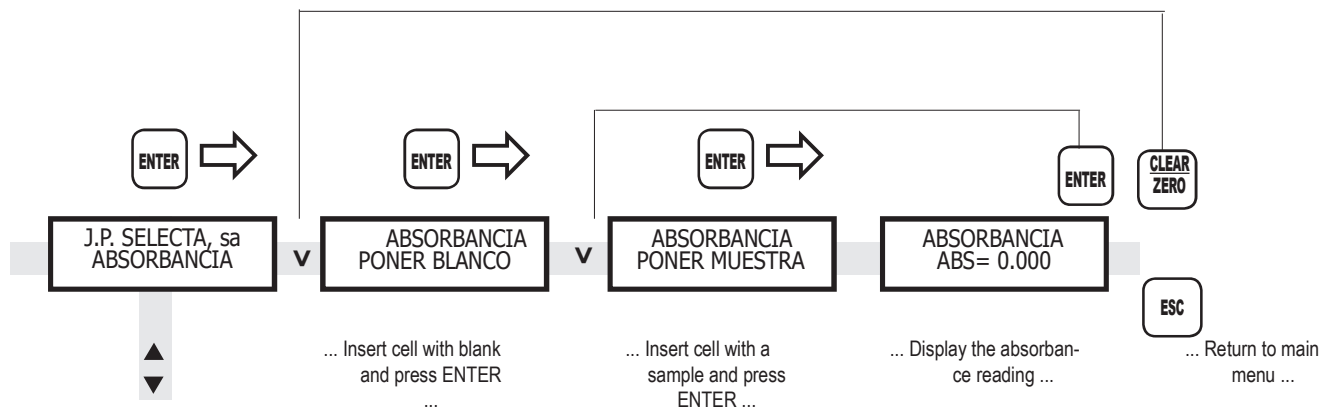 ENTER
ENTER
ENTER
ENTER
CLEAR
ZERO
J.P. SELECTA, sa
ABSORBANCIA
v
ABSORBANCIA
PONER BLANCO
v
ABSORBANCIA
PONER MUESTRA
ABSORBANCIA
ABS= 0.000
ESC
... Insert cell with blank
and press ENTER
...
... Insert cell with a
sample and press
ENTER ...
... Display the absorban-
ce reading ...
... Return to main
menu ...